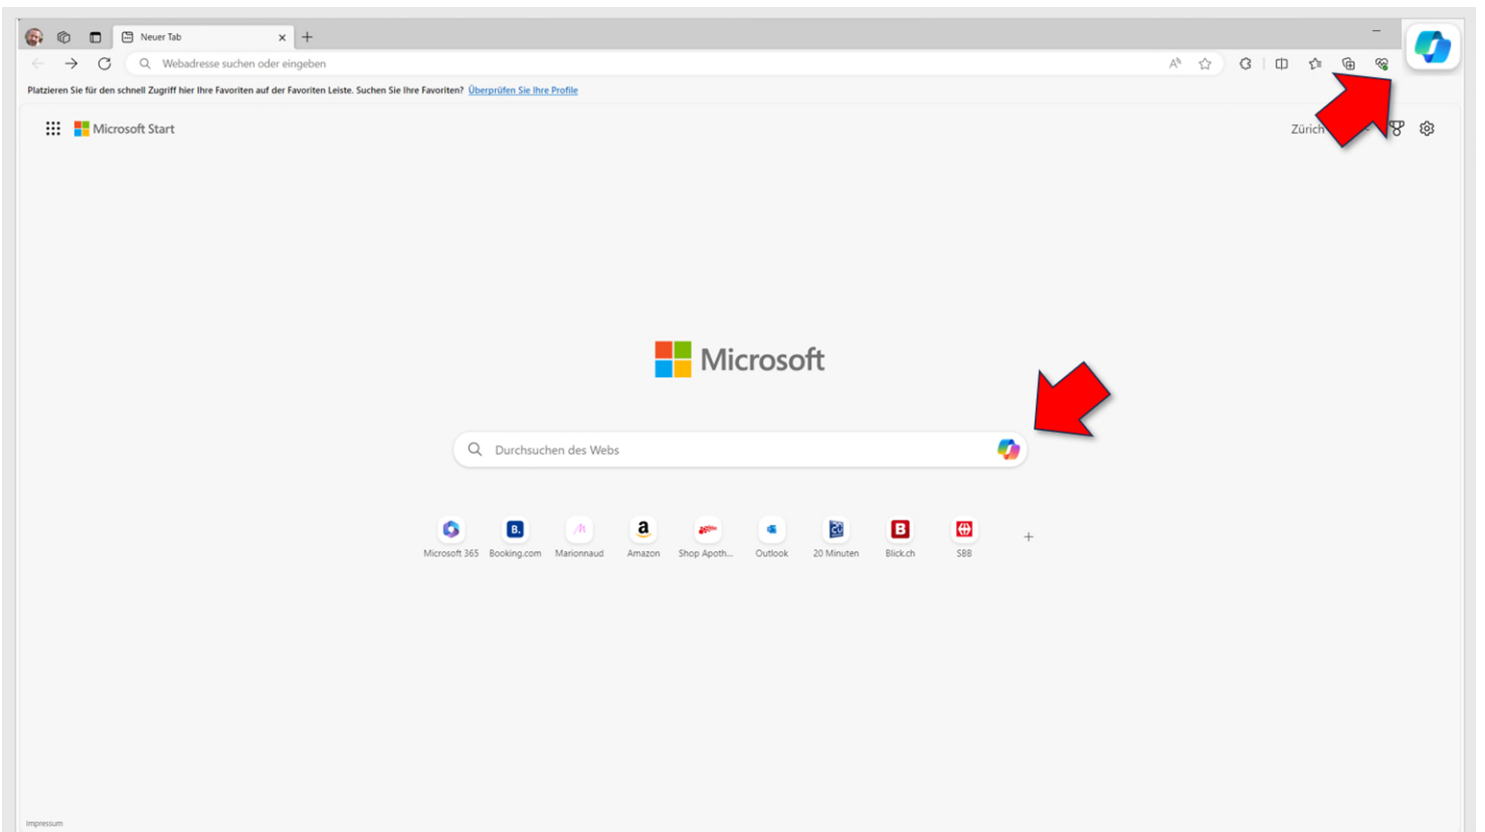 Neuer Tab
Webadresse suchen oder eingeben
Platzieren Sie für den schnell Zugriff hier Ihre Favoriten auf der Favoriten Leiste. Suchen Sie Ihre Favoriten? Überprüfen Sie Ihre Profile
Microsoft Start
Zürich
Microsoft
Durchsuchen des Webs
B.
a
20
B
Microsoft 365
Booking.com
Marionnaud
Amazon
Shop Apoth...
Outlook
20 Minuten
Blick.ch
SBB
Impressum